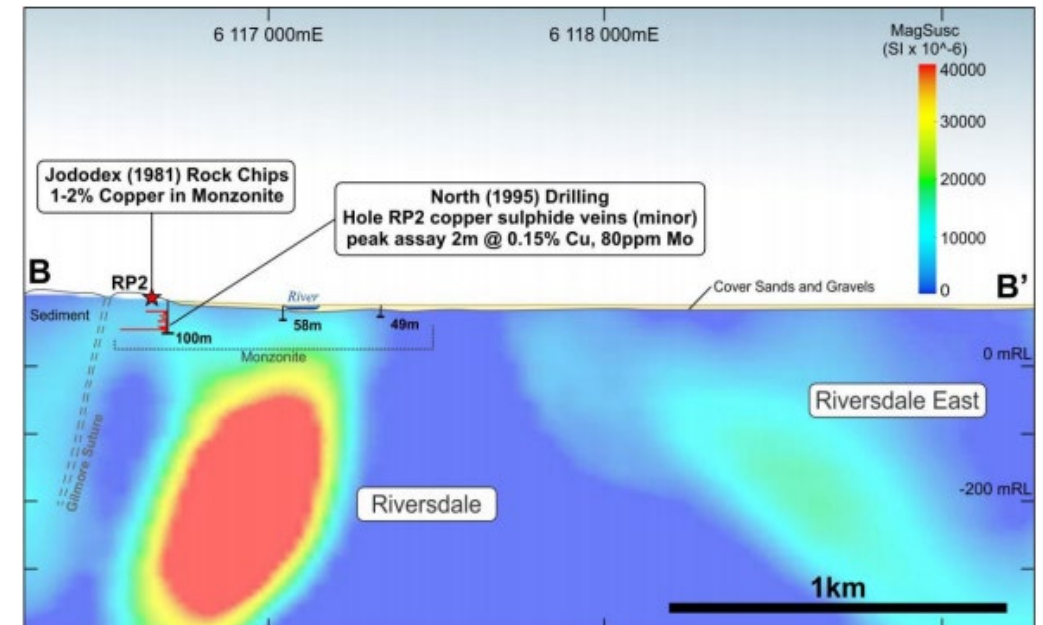 6 117 000mE
6 118 000mE
MagSusc
(SI x 10^-6)
40000
30000
20000
10000
0
Jododex (1981) Rock Chips
1-2% Copper in Monzonite
North (1995) Drilling
Hole RP2 copper sulphide veins (minor)
peak assay 2m @ 0.15% Cu, 80ppm Mo
B
RP2
River
Cover Sands and Gravels
B’
Sediment
100m
58m
49m
Monzonite
0 mRL
Riversdale East
Gilmore Suture
Riversdale
-200 mRL
1km